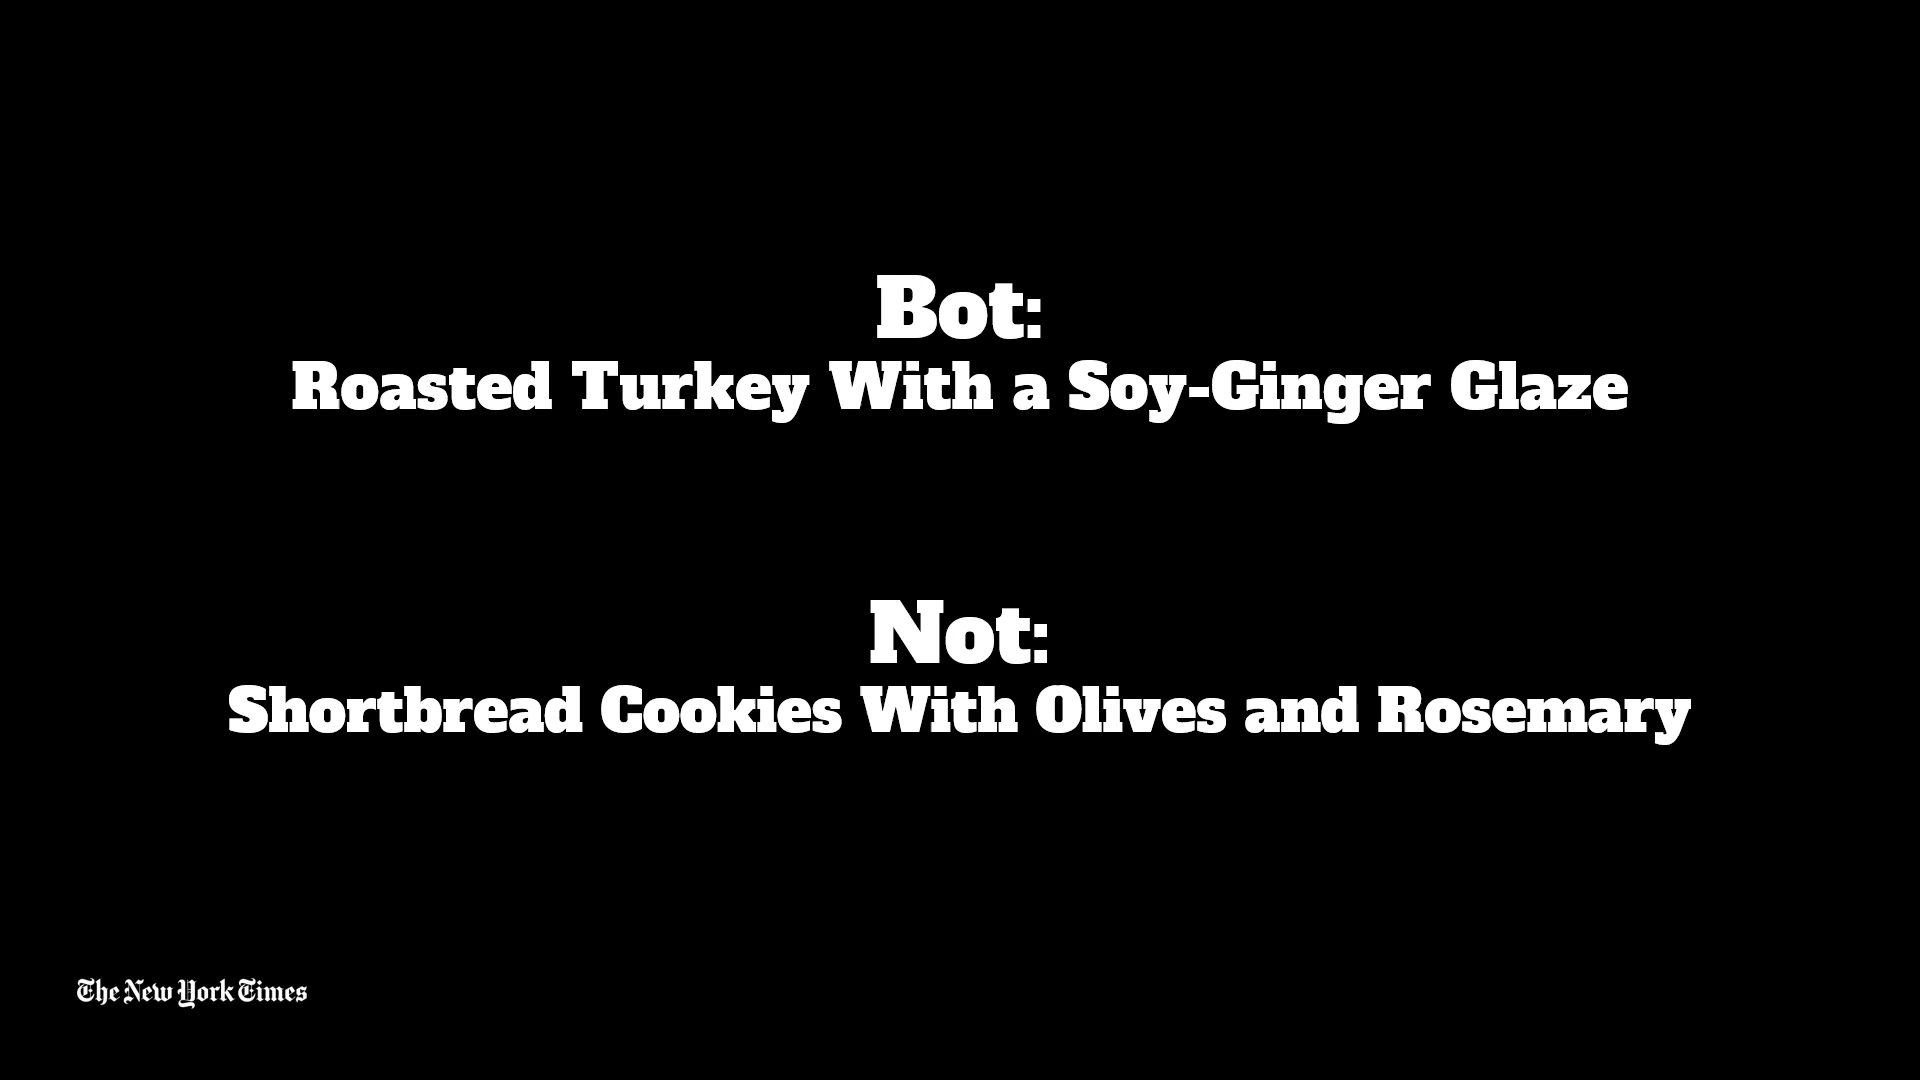 Bot:
Roasted Turkey With a Soy-Ginger Glaze
Not:
Shortbread Cookies With Olives and Rosemary
The New York Times